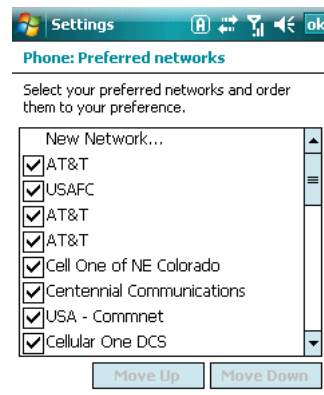 Settings
A
ok
Phone: Preferred networks
Select your preferred networks and order
them to your preference.
New Network...
AT&T
USAFC
AT&T
AT&T
Cell One of NE Colorado
Centennial Communications
USA - Commnet
Cellular One DCS
Move Up
Move Down